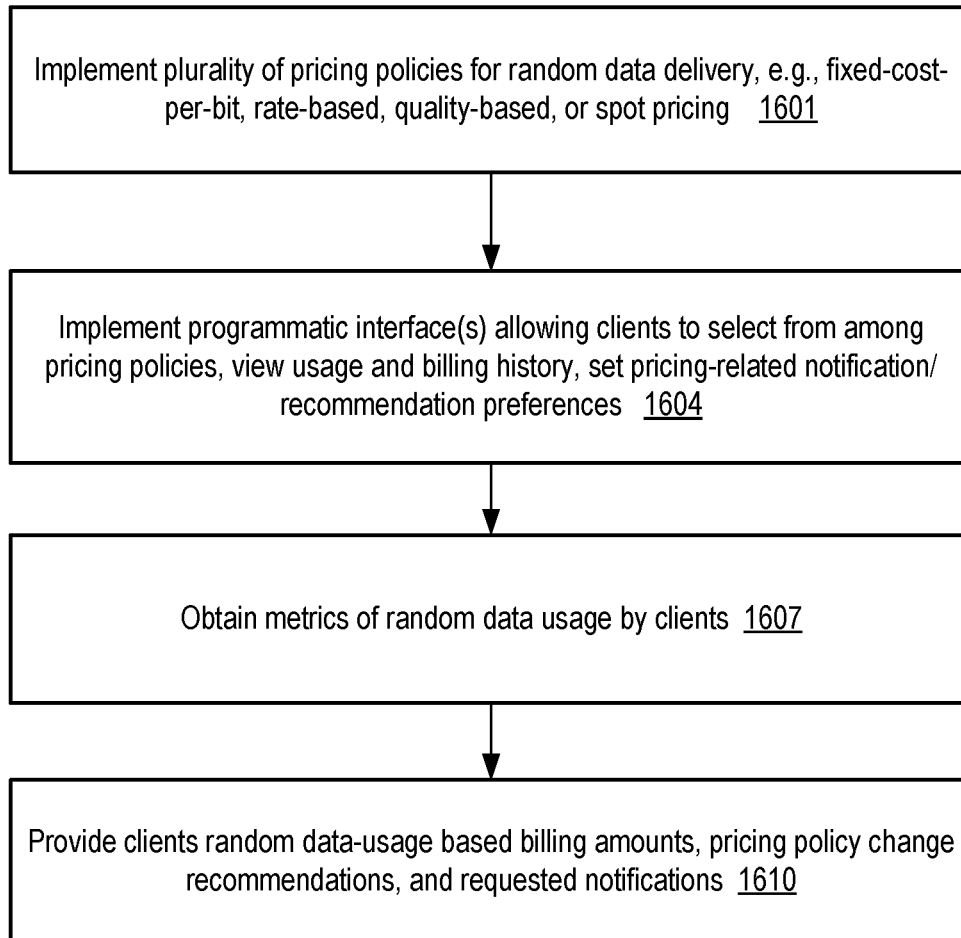 Implement plurality of pricing policies for random data delivery, e.g., fixed-cost-
per-bit, rate-based, quality-based, or spot pricing 1601
Implement programmatic interface(s) allowing clients to select from among
pricing policies, view usage and billing history, set pricing-related notification/
recommendation preferences 1604
Obtain metrics of random data usage by clients 1607
Provide clients random data-usage based billing amounts, pricing policy change
recommendations, and requested notifications 1610